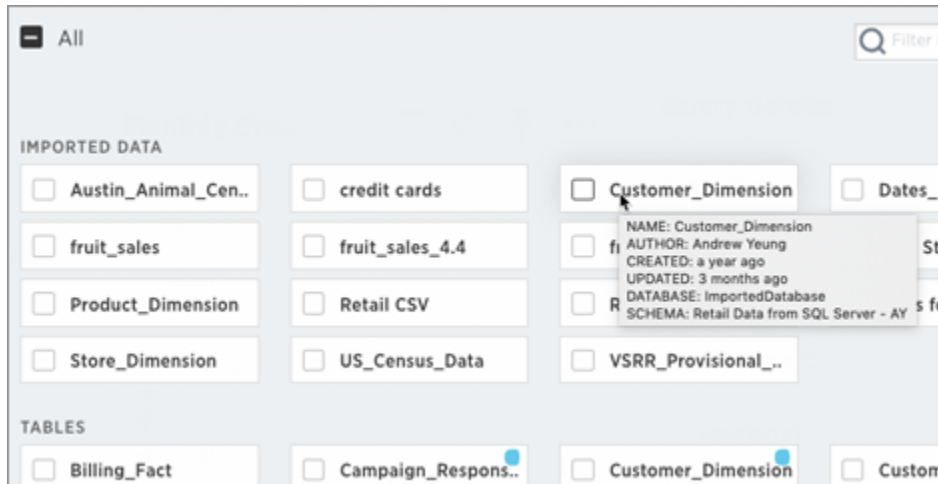 All
Filter
IMPORTED DATA
Austin_Animal_Cen..
credit cards
Customer_Dimension
Dates_
fruit_sales
fruit_sales_4.4
NAME: Customer_Dimension
AUTHOR: Andrew Yeung
CREATED: a year ago
UPDATED: 3 months ago
DATABASE: ImportedDatabase
SCHEMA: Retail Data from SQL Server - AY
Product_Dimension
Retail CSV
Store_Dimension
US_Census_Data
VSRR_Provisional_..
TABLES
Billing_Fact
Campaign_Respons..
Customer_Dimension
Custom